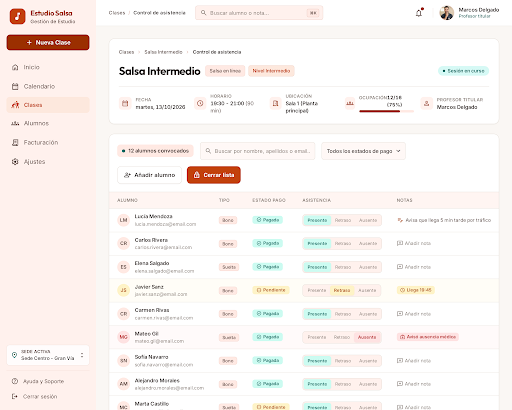 Estudio Salsa
Gestión de Estudio
+ Nueva Clase
Inicio
Calendario
Clases
Alumnos
Facturación
Ajustes
SEDE ACTIVA
Sede Centro - Gran Vía
Ayuda y Soporte
Cerrar sesión
Clases › Control de asistencia
Buscar alumno o nota...
⌘K
Marcos Delgado
Profesor titular
Clases › Salsa Intermedio › Control de asistencia
Salsa Intermedio
Salsa en línea
Nivel Intermedio
Sesión en curso
FECHA
martes, 13/10/2026
HORARIO
19:30 - 21:00 (90 min)
UBICACIÓN
Sala 1 (Planta principal)
OCUPACIÓN 12/16 (75%)
PROFESOR TITULAR
Marcos Delgado
12 alumnos convocados
Buscar por nombre, apellidos o email...
Todos los estados de pago
Añadir alumno
Cerrar lista
ALUMNO TIPO ESTADO PAGO ASISTENCIA NOTAS
LM Lucía Mendoza Bono Pagado Presente Retraso Ausente Avisa que llega 5 min tarde por tráfico
lucia.mendoza@email.com
CR Carlos Rivera Bono Pagado Presente Retraso Ausente Añadir nota
carlos.rivera@email.com
ES Elena Salgado Suelta Pagado Presente Retraso Ausente Añadir nota
elena.salgado@email.com
JS Javier Sanz Bono Pendiente Presente Retraso Ausente Llega 19:45
javier.sanz@email.com
CR Carmen Rivas Bono Pagado Presente Retraso Ausente Añadir nota
carmen.rivas@email.com
MG Mateo Gil Suelta Pagado Presente Retraso Ausente Avisó ausencia médica
mateo.gil@email.com
SN Sofía Navarro Bono Pagado Presente Retraso Ausente Añadir nota
sofia.navarro@email.com
AM Alejandro Morales Bono Pagado Presente Retraso Ausente Añadir nota
alejandro.morales@email.com
MC Marta Castillo Suelta Pendiente Presente Retraso Ausente Añadir nota